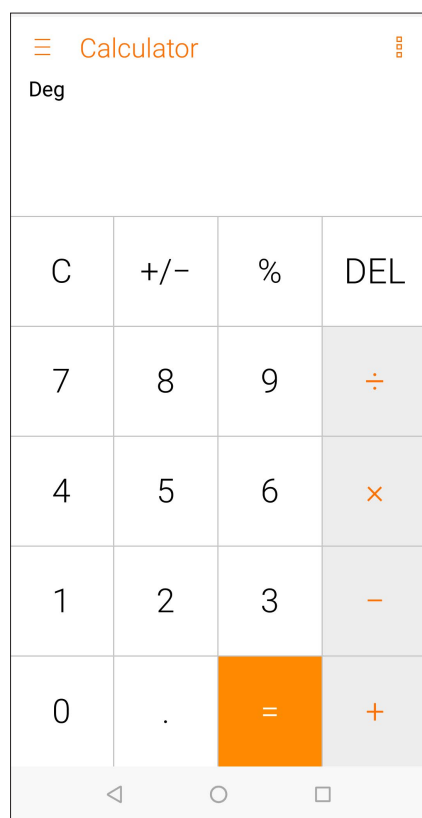 Calculator
Deg
C +/− % DEL
7 8 9 ÷
4 5 6 ×
1 2 3 −
0 . = +